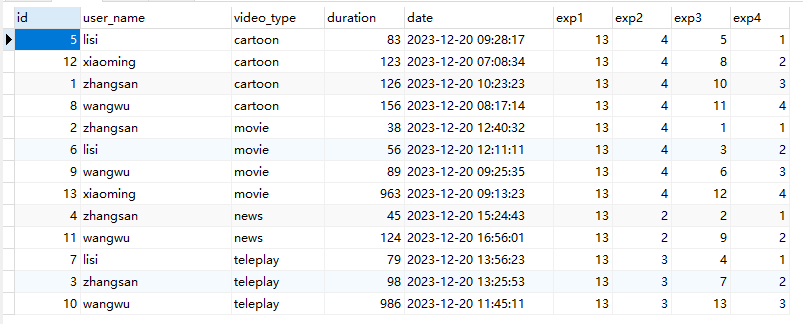 id user_name video_type duration date exp1 exp2 exp3 exp4
5 lisi cartoon 83 2023-12-20 09:28:17 13 4 5 1
12 xiaoming cartoon 123 2023-12-20 07:08:34 13 4 8 2
1 zhangsan cartoon 126 2023-12-20 10:23:23 13 4 10 3
8 wangwu cartoon 156 2023-12-20 08:17:14 13 4 11 4
2 zhangsan movie 38 2023-12-20 12:40:32 13 4 1 1
6 lisi movie 56 2023-12-20 12:11:11 13 4 3 2
9 wangwu movie 89 2023-12-20 09:25:35 13 4 6 3
13 xiaoming movie 963 2023-12-20 09:13:23 13 4 12 4
4 zhangsan news 45 2023-12-20 15:24:43 13 2 2 1
11 wangwu news 124 2023-12-20 16:56:01 13 2 9 2
7 lisi teleplay 79 2023-12-20 13:56:23 13 3 4 1
3 zhangsan teleplay 98 2023-12-20 13:25:53 13 3 7 2
10 wangwu teleplay 986 2023-12-20 11:45:11 13 3 13 3